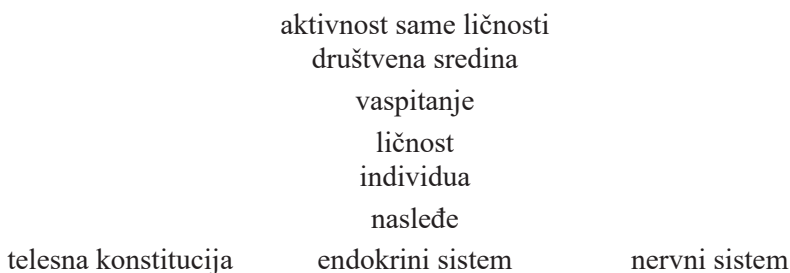 aktivnost same ličnosti
društvena sredina
vaspitanje
ličnost
individua
nasleđe
telesna konstitucija endokrini sistem nervni sistem